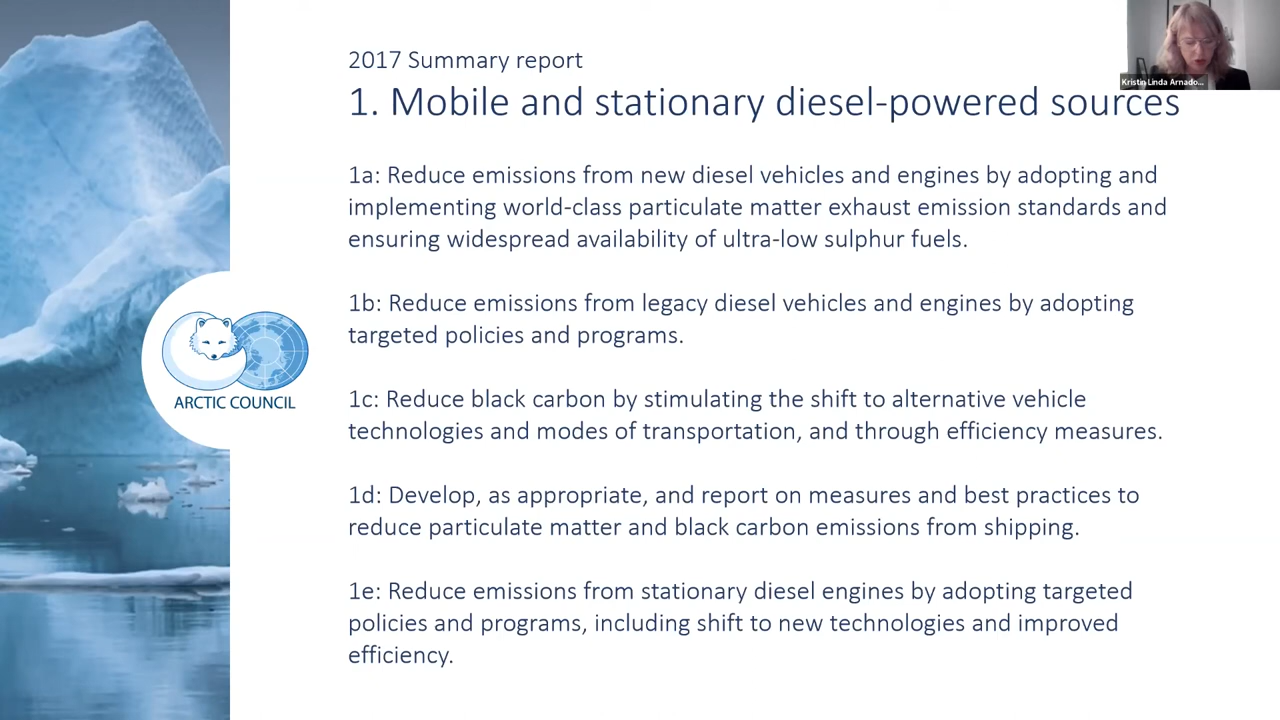 2017 Summary report
1. Mobile and stationary diesel-powered sources
Kristin Linda Arnado...
1a: Reduce emissions from new diesel vehicles and engines by adopting and
implementing world-class particulate matter exhaust emission standards and
ensuring widespread availability of ultra-low sulphur fuels.
1b: Reduce emissions from legacy diesel vehicles and engines by adopting
targeted policies and programs.
1c: Reduce black carbon by stimulating the shift to alternative vehicle
technologies and modes of transportation, and through efficiency measures.
ARCTIC COUNCIL
1d: Develop, as appropriate, and report on measures and best practices to
reduce particulate matter and black carbon emissions from shipping.
1e: Reduce emissions from stationary diesel engines by adopting targeted
policies and programs, including shift to new technologies and improved
efficiency.